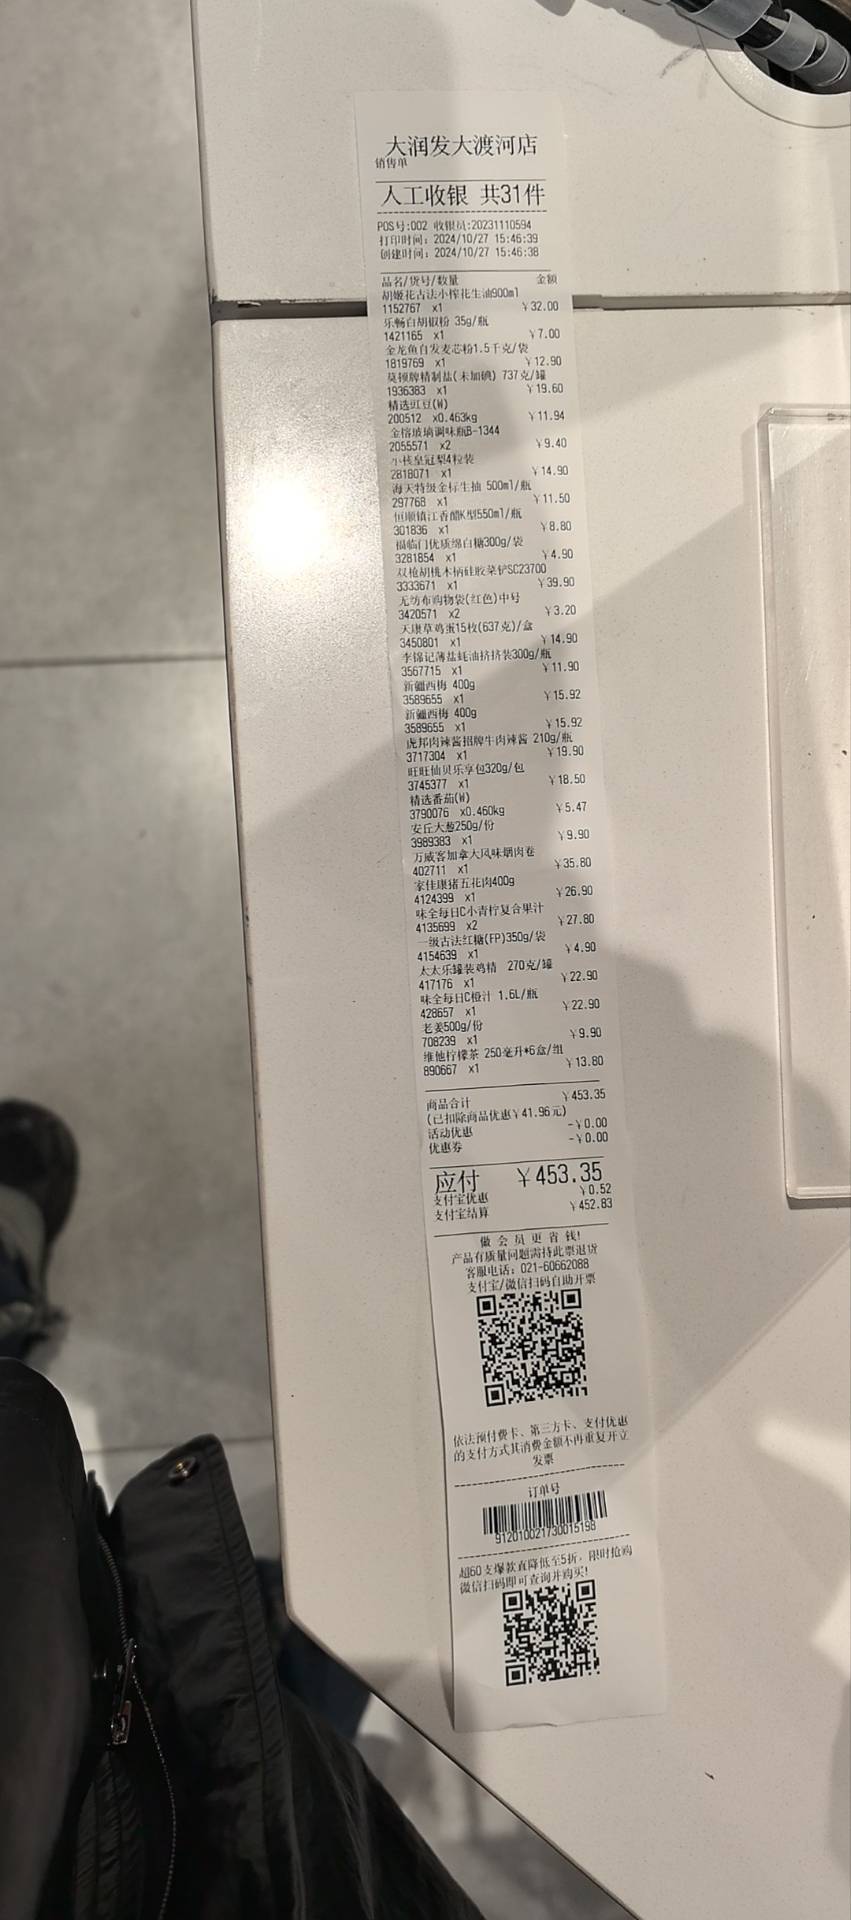 大润发大渡河店
销售单
人工收银 共31件
POS号:002 收银员:20231110594
打印时间: 2024/10/27 15:46:39
创建时间: 2024/10/27 15:46:38
品名/货号/数量 金额
胡姬花古法小榨花生油900ml
1152767 x1 ¥32.00
乐畅白胡椒粉 35g/瓶
1421165 x1 ¥7.00
金龙鱼自发麦芯粉1.5千克/袋
1819769 x1 ¥12.90
莫顿牌精制盐(未加碘) 737克/罐
1936383 x1 ¥19.60
精选豇豆(W)
200512 x0.463kg ¥11.94
金榕玻璃调味瓶B-1344
2055571 x2 ¥9.40
小枝皇冠梨4粒装
2818071 x1 ¥14.90
海天特级金标生抽 500ml/瓶
297768 x1 ¥11.50
恒顺镇江香醋K型550ml/瓶
301836 x1 ¥8.80
福临门优质绵白糖300g/袋
3281854 x1 ¥4.90
双枪胡桃木柄硅胶菜铲SC23700
3333671 x1 ¥39.90
无纺布购物袋(红色)中号
3420571 x2 ¥3.20
天康草鸡蛋15枚(637克)/盒
3450801 x1 ¥14.90
李锦记薄盐蚝油挤挤装300g/瓶
3567715 x1 ¥11.90
新疆西梅 400g
3589655 x1 ¥15.92
新疆西梅 400g
3589655 x1 ¥15.92
虎邦肉辣酱招牌牛肉辣酱 210g/瓶
3717304 x1 ¥19.90
旺旺仙贝乐享包320g/包
3745377 x1 ¥18.50
精选番茄(W)
3790076 x0.460kg ¥5.47
安丘大葱250g/份
3989383 x1 ¥9.90
万威客加拿大风味烟肉卷
402711 x1 ¥35.80
家佳康猪五花肉400g
4124399 x1 ¥26.90
味全每日C小青柠复合果汁
4135699 x2 ¥27.80
一级古法红糖(FP)350g/袋
4154639 x1 ¥4.90
太太乐罐装鸡精 270克/罐
417176 x1 ¥22.90
味全每日C橙汁 1.6L/瓶
428657 x1 ¥22.90
老姜500g/份
708239 x1 ¥9.90
维他柠檬茶 250毫升*6盒/组
890667 x1 ¥13.80
商品合计 ¥453.35
(已扣除商品优惠¥41.96元)
活动优惠 -¥0.00
优惠券 -¥0.00
应付 ¥453.35
支付宝优惠 ¥0.52
支付宝结算 ¥452.83
做会员更省钱!
产品有质量问题需持此票退货
客服电话: 021-60662088
支付宝/微信扫码自助开票
依法预付费卡、第三方卡、支付优惠
的支付方式其消费金额不再重复开立
发票
订单号
912010021730015198
超60支爆款直降低至5折, 限时抢购
微信扫码即可查询并购买!